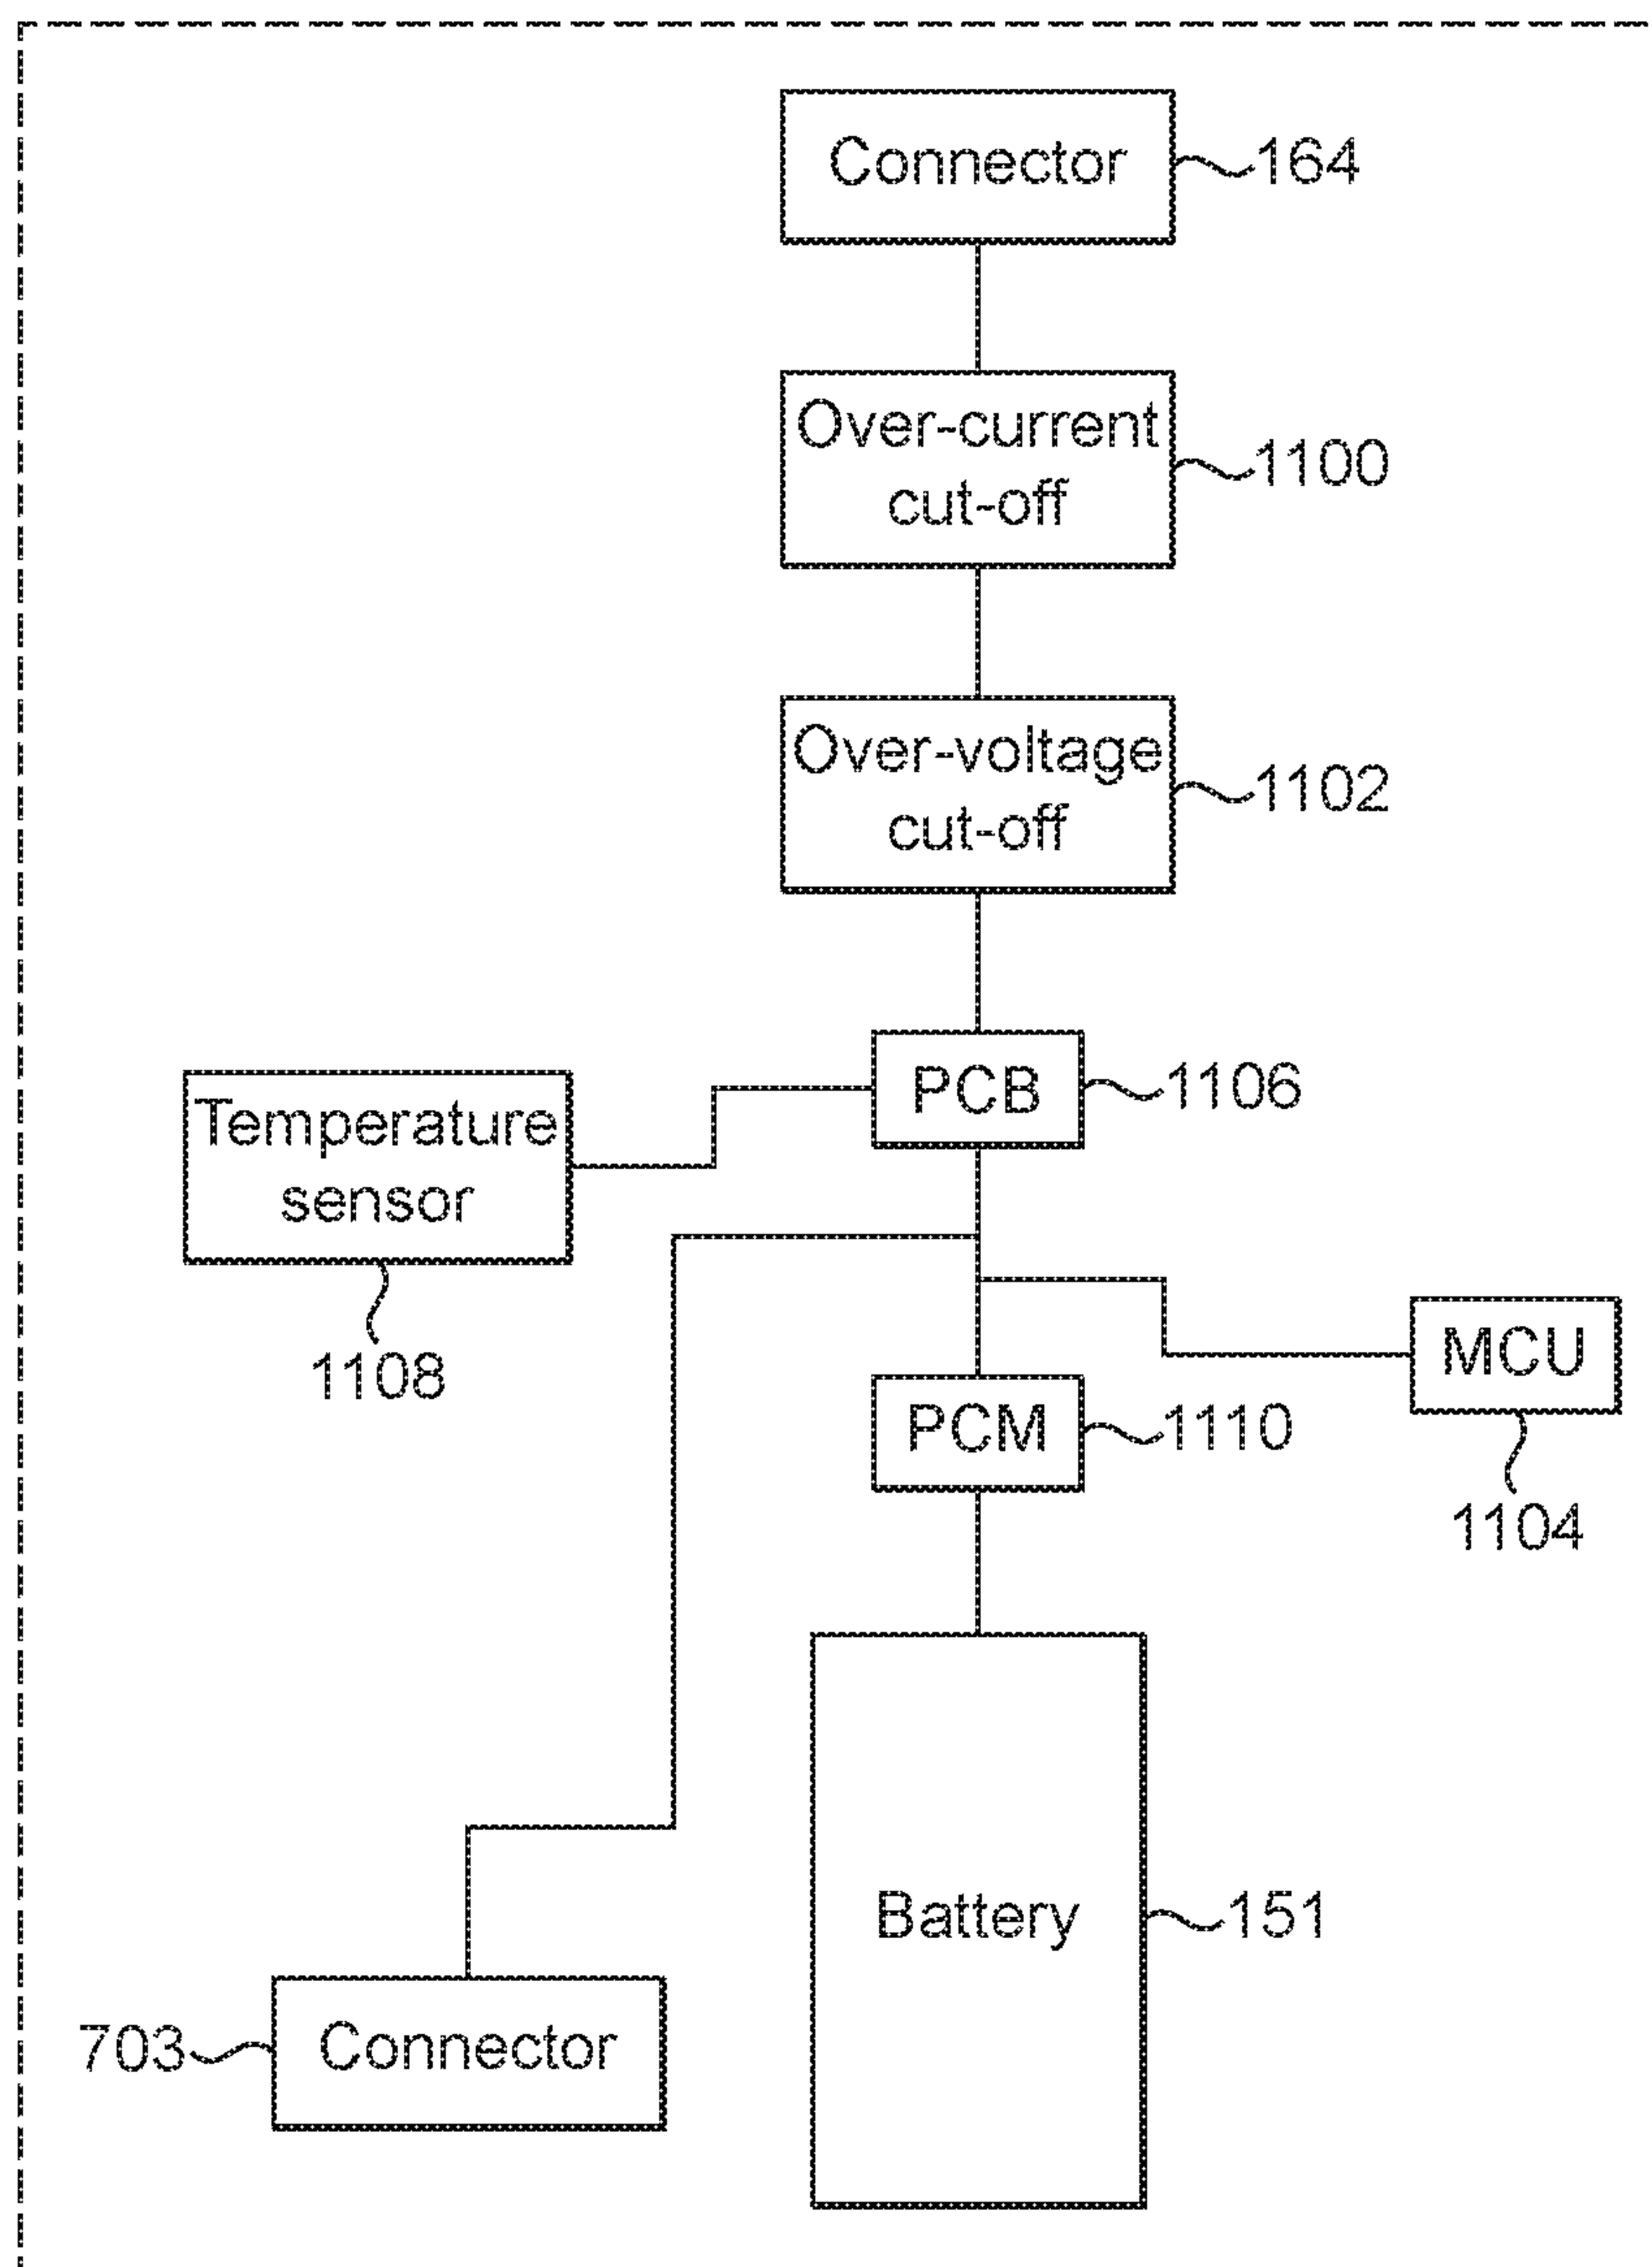 Connector
164
Over-current
cut-off
1100
Over-voltage
cut-off
1102
PCB
1106
Temperature
sensor
1108
MCU
1104
PCM
1110
Battery
151
703
Connector